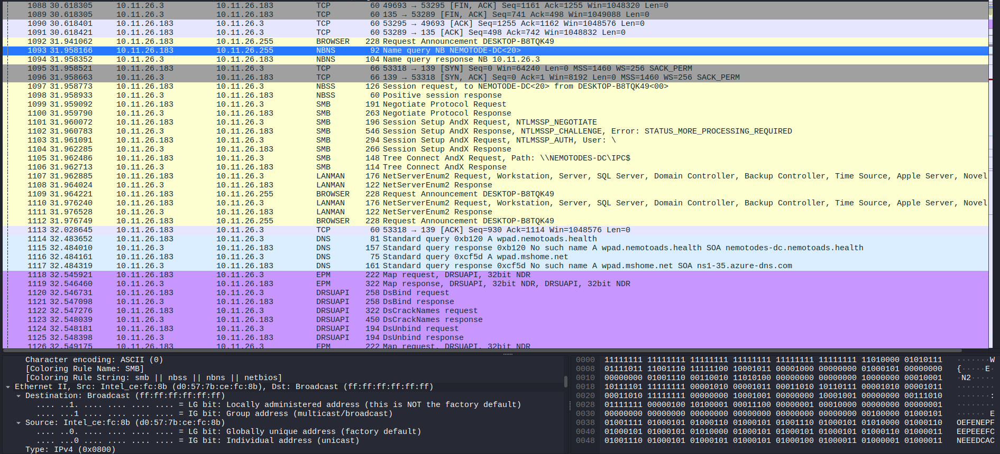 1088 30.618305 10.11.26.3 10.11.26.183 TCP 60 49693 → 53295 [FIN, ACK] Seq=1161 Ack=1255 Win=1048320 Len=0
1089 30.618305 10.11.26.3 10.11.26.183 TCP 60 135 → 53289 [FIN, ACK] Seq=741 Ack=498 Win=1049088 Len=0
1090 30.618401 10.11.26.183 10.11.26.3 TCP 60 53295 → 49693 [ACK] Seq=1255 Ack=1162 Win=1048576 Len=0
1091 30.618421 10.11.26.183 10.11.26.3 TCP 60 53289 → 135 [ACK] Seq=498 Ack=742 Win=1048832 Len=0
1092 31.941062 10.11.26.183 10.11.26.255 BROWSER 228 Request Announcement DESKTOP-B8TQK49
1093 31.958166 10.11.26.183 10.11.26.255 NBNS 92 Name query NB NEMOTODE-DC<20>
1094 31.958352 10.11.26.3 10.11.26.183 NBNS 104 Name query response NB 10.11.26.3
1095 31.958521 10.11.26.183 10.11.26.3 TCP 66 53318 → 139 [SYN] Seq=0 Win=64240 Len=0 MSS=1460 WS=256 SACK_PERM
1096 31.958663 10.11.26.3 10.11.26.183 TCP 66 139 → 53318 [SYN, ACK] Seq=0 Ack=1 Win=8192 Len=0 MSS=1460 WS=256 SACK_PERM
1097 31.958773 10.11.26.183 10.11.26.3 NBSS 126 Session request, to NEMOTODE-DC<20> from DESKTOP-B8TQK49<00>
1098 31.958933 10.11.26.3 10.11.26.183 NBSS 60 Positive session response
1099 31.959092 10.11.26.183 10.11.26.3 SMB 191 Negotiate Protocol Request
1100 31.959790 10.11.26.3 10.11.26.183 SMB 263 Negotiate Protocol Response
1101 31.960072 10.11.26.183 10.11.26.3 SMB 196 Session Setup AndX Request, NTLMSSP_NEGOTIATE
1102 31.960783 10.11.26.3 10.11.26.183 SMB 546 Session Setup AndX Response, NTLMSSP_CHALLENGE, Error: STATUS_MORE_PROCESSING_REQUIRED
1103 31.961091 10.11.26.183 10.11.26.3 SMB 294 Session Setup AndX Request, NTLMSSP_AUTH, User: \
1104 31.962285 10.11.26.3 10.11.26.183 SMB 266 Session Setup AndX Response
1105 31.962486 10.11.26.183 10.11.26.3 SMB 148 Tree Connect AndX Request, Path: \\NEMOTODES-DC\IPC$
1106 31.962713 10.11.26.3 10.11.26.183 SMB 114 Tree Connect AndX Response
1107 31.962885 10.11.26.183 10.11.26.3 LANMAN 176 NetServerEnum2 Request, Workstation, Server, SQL Server, Domain Controller, Backup Controller, Time Source, Apple Server, Novel
1108 31.964024 10.11.26.3 10.11.26.183 LANMAN 122 NetServerEnum2 Response
1109 31.964221 10.11.26.183 10.11.26.255 BROWSER 228 Request Announcement DESKTOP-B8TQK49
1110 31.976240 10.11.26.183 10.11.26.3 LANMAN 176 NetServerEnum2 Request, Workstation, Server, SQL Server, Domain Controller, Backup Controller, Time Source, Apple Server, Novel
1111 31.976528 10.11.26.3 10.11.26.183 LANMAN 122 NetServerEnum2 Response
1112 31.976749 10.11.26.183 10.11.26.255 BROWSER 228 Request Announcement DESKTOP-B8TQK49
1113 32.028645 10.11.26.183 10.11.26.3 TCP 60 53318 → 139 [ACK] Seq=930 Ack=1114 Win=1048576 Len=0
1114 32.483652 10.11.26.183 10.11.26.3 DNS 81 Standard query 0xb120 A wpad.nemotoads.health
1115 32.484010 10.11.26.3 10.11.26.183 DNS 157 Standard query response 0xb120 No such name A wpad.nemotoads.health SOA nemotodes-dc.nemotoads.health
1116 32.484161 10.11.26.183 10.11.26.3 DNS 75 Standard query 0xcf5d A wpad.mshome.net
1117 32.484319 10.11.26.3 10.11.26.183 DNS 161 Standard query response 0xcf5d No such name A wpad.mshome.net SOA ns1-35.azure-dns.com
1118 32.545921 10.11.26.183 10.11.26.3 EPM 222 Map request, DRSUAPI, 32bit NDR
1119 32.546460 10.11.26.3 10.11.26.183 EPM 322 Map response, DRSUAPI, 32bit NDR, DRSUAPI, 32bit NDR
1120 32.546731 10.11.26.183 10.11.26.3 DRSUAPI 258 DsBind request
1121 32.547098 10.11.26.3 10.11.26.183 DRSUAPI 258 DsBind response
1122 32.547276 10.11.26.183 10.11.26.3 DRSUAPI 322 DsCrackNames request
1123 32.548039 10.11.26.3 10.11.26.183 DRSUAPI 450 DsCrackNames response
1124 32.548181 10.11.26.183 10.11.26.3 DRSUAPI 194 DsUnbind request
1125 32.548398 10.11.26.3 10.11.26.183 DRSUAPI 194 DsUnbind response
1126 32.549175 10.11.26.183 10.11.26.3 EPM 222 Map request, DRSUAPI, 32bit NDR
Character encoding: ASCII (0)
[Coloring Rule Name: SMB]
[Coloring Rule String: smb || nbss || nbns || netbios]
Ethernet II, Src: Intel_ce:fc:8b (d0:57:7b:ce:fc:8b), Dst: Broadcast (ff:ff:ff:ff:ff:ff)
Destination: Broadcast (ff:ff:ff:ff:ff:ff)
.... ..1. .... .... .... .... = LG bit: Locally administered address (this is NOT the factory default)
.... ...1 .... .... .... .... = IG bit: Group address (multicast/broadcast)
Source: Intel_ce:fc:8b (d0:57:7b:ce:fc:8b)
.... ..0. .... .... .... .... = LG bit: Globally unique address (factory default)
.... ...0 .... .... .... .... = IG bit: Individual address (unicast)
Type: IPv4 (0x0800)
0000 11111111 11111111 11111111 11111111 11111111 11111111 11010000 01010111 ·······W
0008 01111011 11001110 11111100 10001011 00001000 00000000 01000101 00000000 {·····E·
0010 00000000 01001110 00110010 11010100 00000000 00000000 10000000 00010001 ·N2·····
0018 10111101 11111111 00001010 00001011 00011010 10110111 00001010 00001011 ········
0020 00011010 11111111 00000000 10001001 00000000 10001001 00000000 00111010 ·······:
0028 01111111 00000100 10100001 00011100 00000001 00010000 00000000 00000001 ········
0030 00000000 00000000 00000000 00000000 00000000 00000000 00100000 01000101 ······ E
0038 01001111 01000101 01000110 01000101 01001110 01000101 01010000 01000110 OEFENEPF
0040 01000101 01000101 01010000 01000101 01000101 01000101 01000110 01000011 EEPEEEFC
0048 01001110 01000101 01000101 01000101 01000100 01000011 01000001 01000011 NEEEDCAC